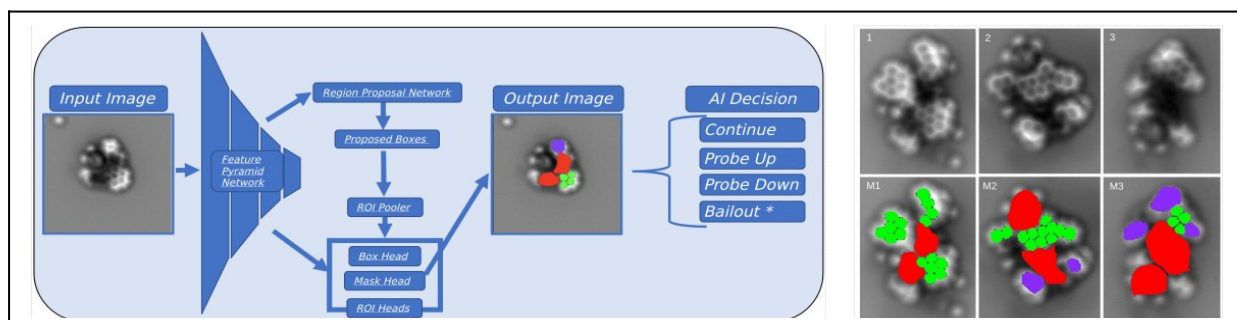 Input Image
Feature
Pyramid
Network
Region Proposal Network
Proposed Boxes
ROI Pooler
Box Head
Mask Head
ROI Heads
Output Image
AI Decision
Continue
Probe Up
Probe Down
Bailout *
1
2
3
M1
M2
M3